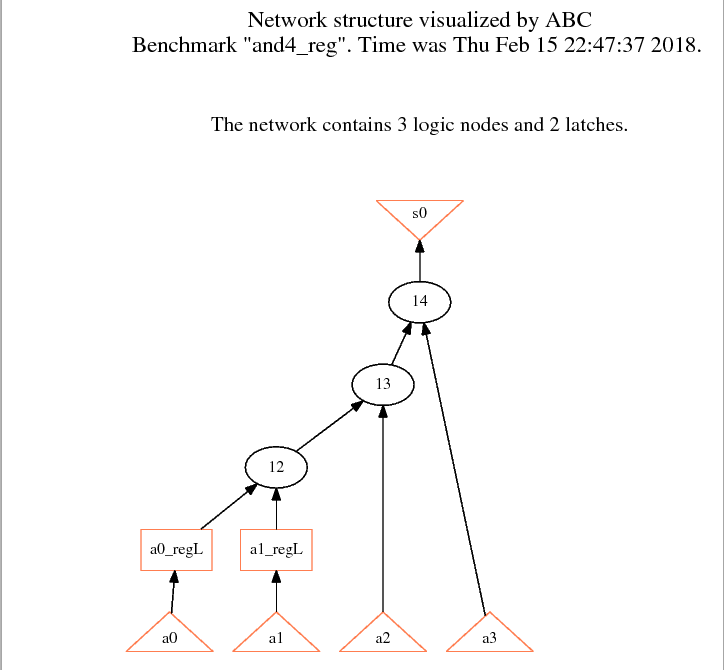 Network structure visualized by ABC
Benchmark "and4_reg". Time was Thu Feb 15 22:47:37 2018.
The network contains 3 logic nodes and 2 latches.
s0
14
13
12
a0_regL
a1_regL
a0
a1
a2
a3